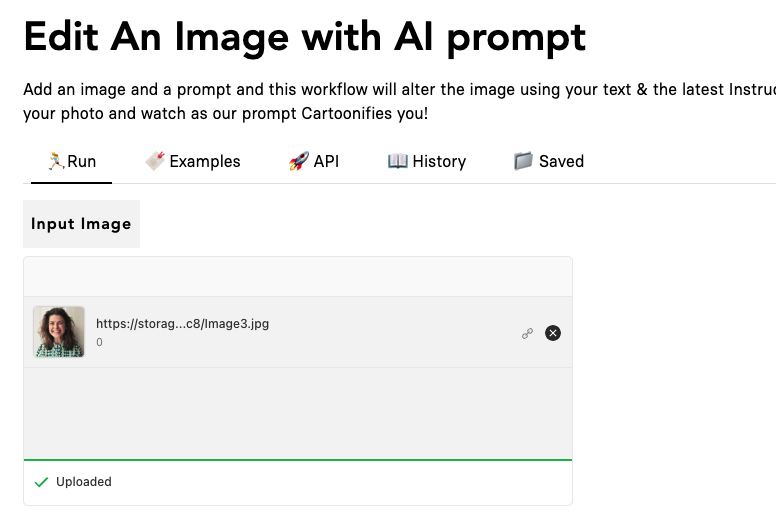 Edit An Image with AI prompt
Add an image and a prompt and this workflow will alter the image using your text & the latest
your photo and watch as our prompt Cartoonifies you!
Run Examples API History Saved
Input Image
https://storag...c8/Image3.jpg
0
Uploaded